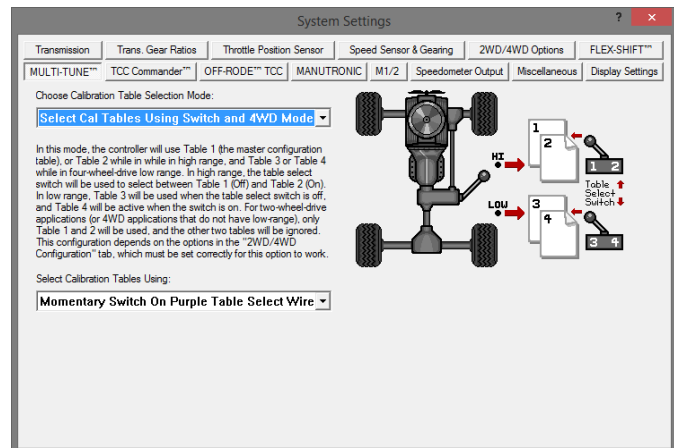 System Settings
? ×
Transmission Trans. Gear Ratios Throttle Position Sensor Speed Sensor & Gearing 2WD/4WD Options FLEX-SHIFT™
MULTI-TUNE™ TCC Commander™ OFF-RODE™ TCC MANUTRONIC M1/2 Speedometer Output Miscellaneous Display Settings
Choose Calibration Table Selection Mode:
Select Cal Tables Using Switch and 4WD Mode
In this mode, the controller will use Table 1 (the master configuration
table), or Table 2 while in while in high range, and Table 3 or Table 4
while in four-wheel-drive low range. In high range, the table select
switch will be used to select between Table 1 (Off) and Table 2 (On).
In low range, Table 3 will be used when the table select switch is off,
and Table 4 will be active when the switch is on. For two-wheel-drive
applications (or 4WD applications that do not have low-range), only
Table 1 and 2 will be used, and the other two tables will be ignored.
This configuration depends on the options in the "2WD/4WD
Configuration" tab, which must be set correctly for this option to work.
Select Calibration Tables Using:
Momentary Switch On Purple Table Select Wire
HI
LOW
1
2
1 2
Table
Select
Switch
3
4
3 4